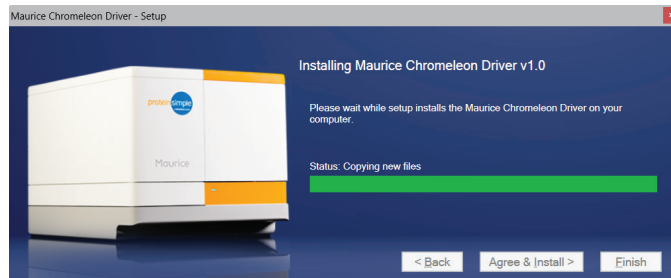 Maurice Chromeleon Driver - Setup
x
Installing Maurice Chromeleon Driver v1.0
Please wait while setup installs the Maurice Chromeleon Driver on your
computer.
protein simple
Maurice
Status: Copying new files
< Back
Agree & Install >
Finish